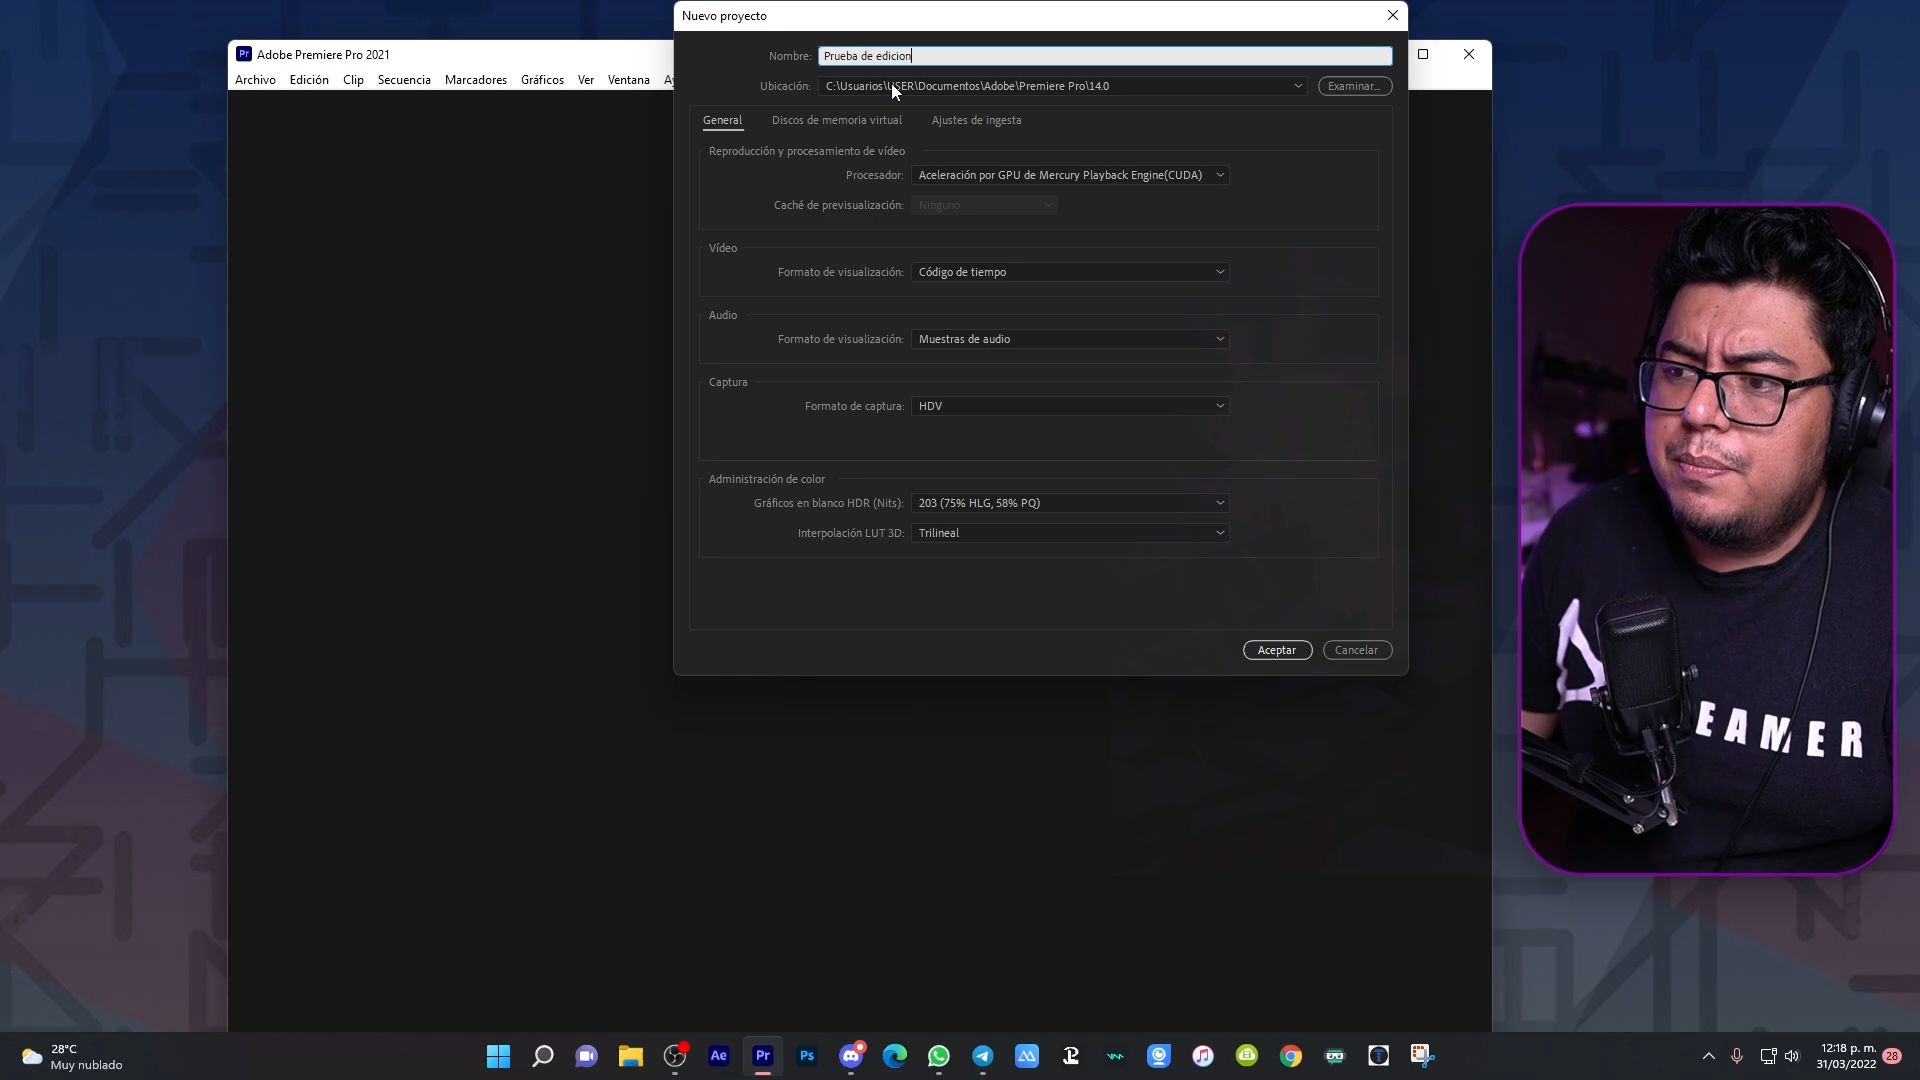 Nuevo proyecto
Adobe Premiere Pro 2021
Archivo Edición Clip Secuencia Marcadores Gráficos Ver Ventana
Nombre: Prueba de edicion
Ubicación: C:\Usuarios\USER\Documentos\Adobe\Premiere Pro\14.0 Examinar...
General Discos de memoria virtual Ajustes de ingesta
Reproducción y procesamiento de vídeo
Procesador: Aceleración por GPU de Mercury Playback Engine(CUDA)
Caché de previsualización: Ninguno
Vídeo
Formato de visualización: Código de tiempo
Audio
Formato de visualización: Muestras de audio
Captura
Formato de captura: HDV
Administración de color
Gráficos en blanco HDR (Nits): 203 (75% HLG, 58% PQ)
Interpolación LUT 3D: Trilineal
Aceptar Cancelar
EAMER
28°C
Muy nublado
Ae Pr Ps
12:18 p. m.
31/03/2022
28